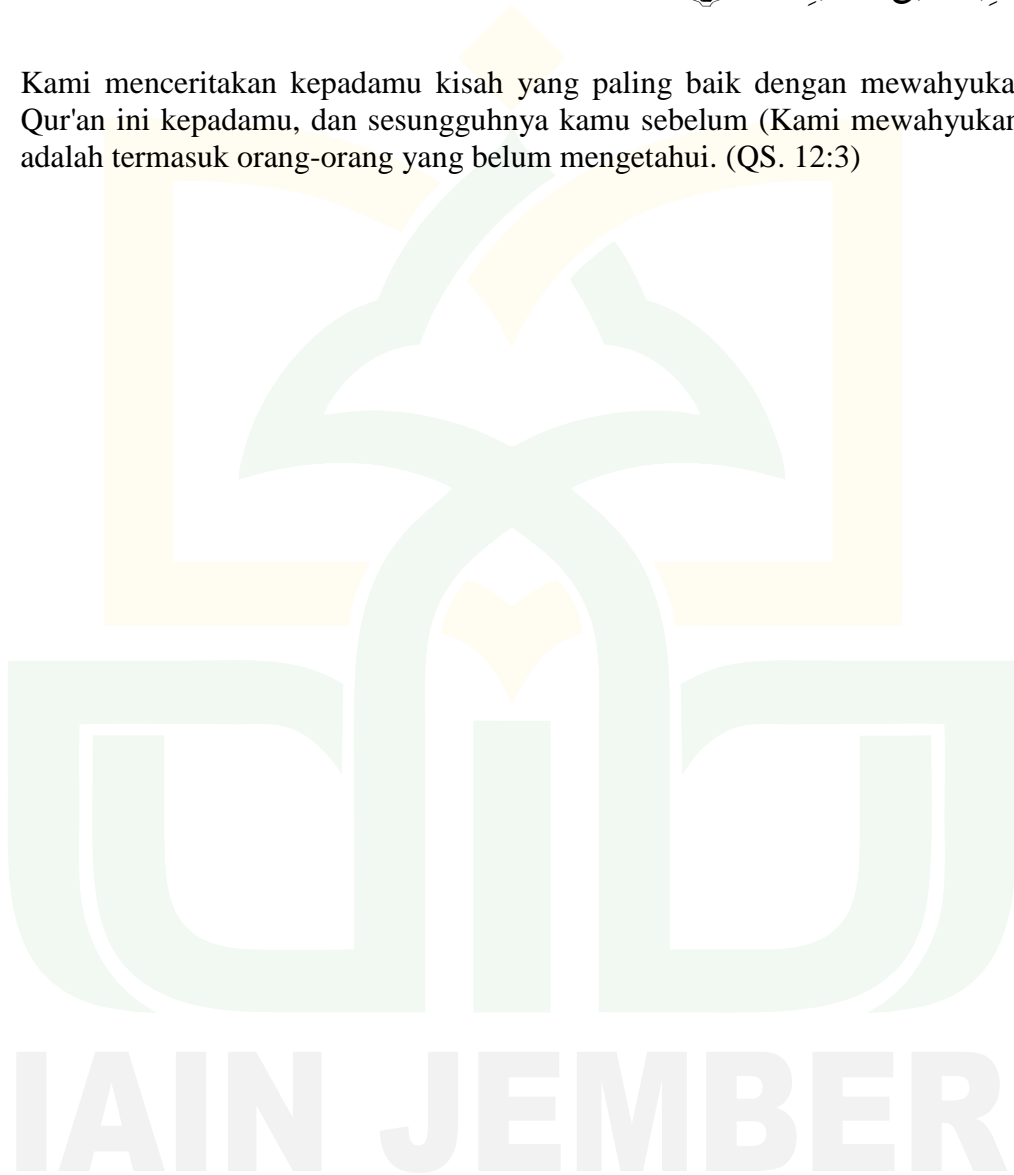 Kami menceritakan kepadamu kisah yang paling baik dengan mewahyuka
Qur'an ini kepadamu, dan sesungguhnya kamu sebelum (Kami mewahyukan
adalah termasuk orang-orang yang belum mengetahui. (QS. 12:3)
IAIN JEMBER